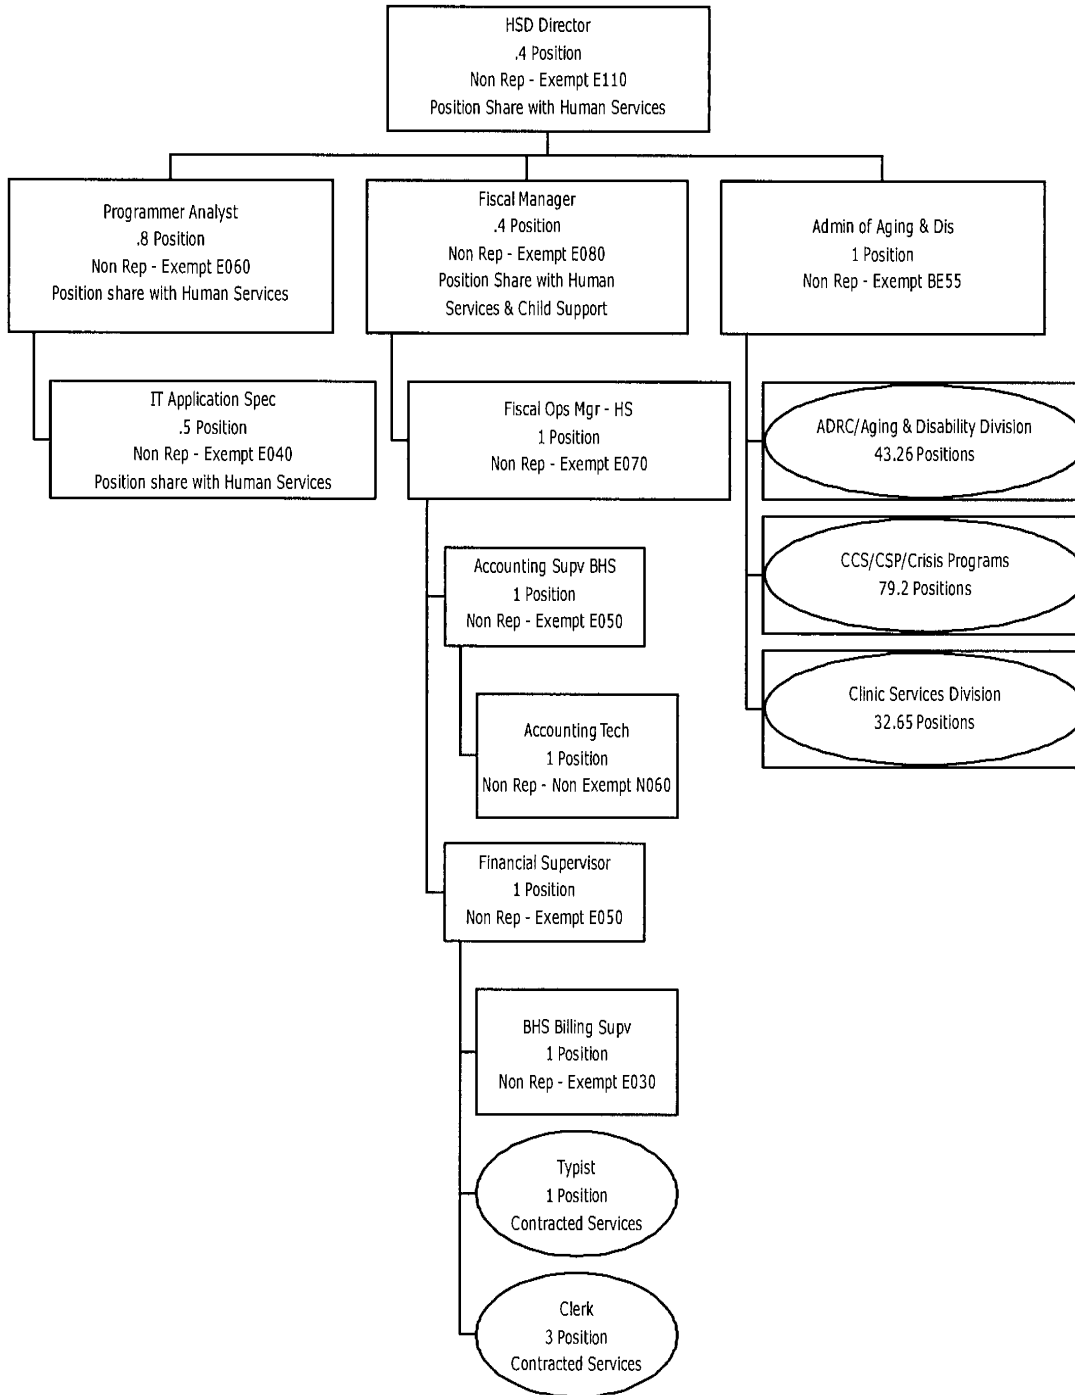 HSD Director
.4 Position
Non Rep - Exempt E110
Position Share with Human Services
Programmer Analyst
.8 Position
Non Rep - Exempt E060
Position share with Human Services
Fiscal Manager
.4 Position
Non Rep - Exempt E080
Position Share with Human
Services & Child Support
Admin of Aging & Dis
1 Position
Non Rep - Exempt BE55
IT Application Spec
.5 Position
Non Rep - Exempt E040
Position share with Human Services
Fiscal Ops Mgr - HS
1 Position
Non Rep - Exempt E070
ADRC/Aging & Disability Division
43.26 Positions
Accounting Supv BHS
1 Position
Non Rep - Exempt E050
CCS/CSP/Crisis Programs
79.2 Positions
Accounting Tech
1 Position
Non Rep - Non Exempt N060
Clinic Services Division
32.65 Positions
Financial Supervisor
1 Position
Non Rep - Exempt E050
BHS Billing Supv
1 Position
Non Rep - Exempt E030
Typist
1 Position
Contracted Services
Clerk
3 Position
Contracted Services